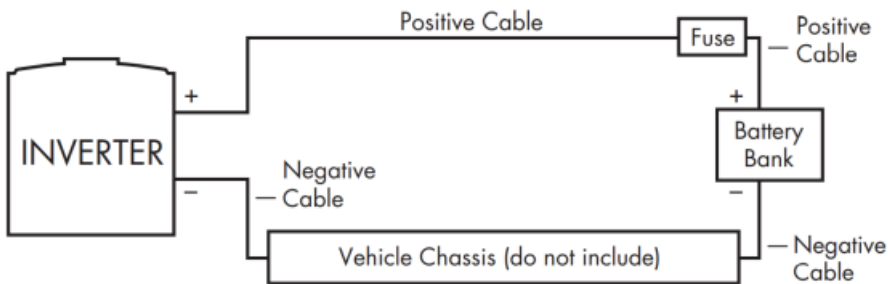 Positive Cable
Fuse
Positive
Cable
+
+
INVERTER
Battery
Bank
Negative
Cable
–
–
Vehicle Chassis (do not include)
Negative
Cable